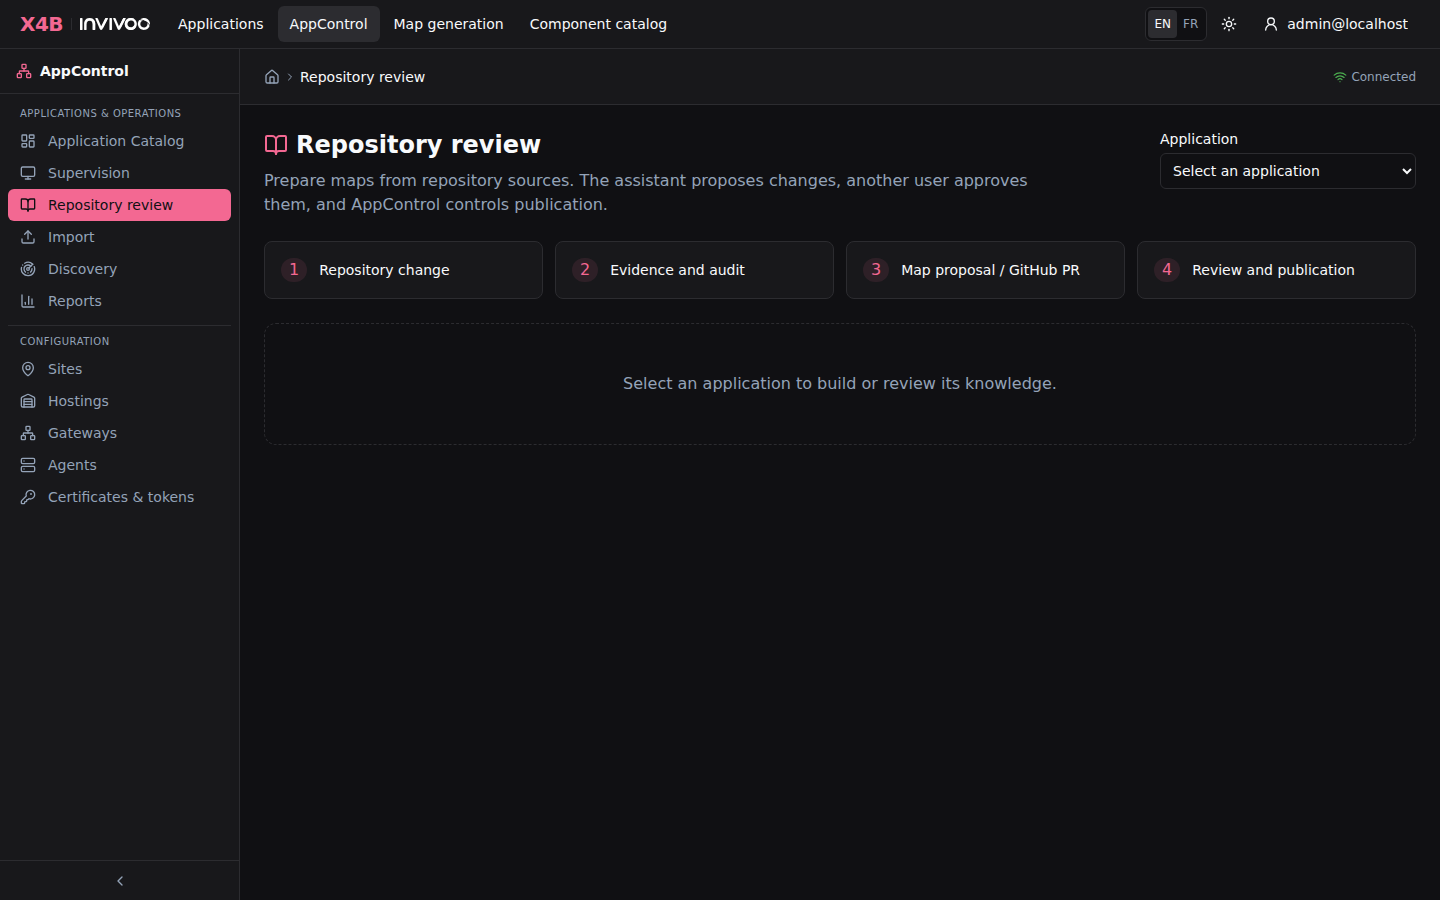 X4B INVIVOO Applications AppControl Map generation Component catalog EN FR admin@localhost
AppControl
Repository review
Connected
APPLICATIONS & OPERATIONS
Application Catalog
Supervision
Repository review
Import
Discovery
Reports
CONFIGURATION
Sites
Hostings
Gateways
Agents
Certificates & tokens
Repository review
Prepare maps from repository sources. The assistant proposes changes, another user approves
them, and AppControl controls publication.
Application
Select an application
1 Repository change
2 Evidence and audit
3 Map proposal / GitHub PR
4 Review and publication
Select an application to build or review its knowledge.